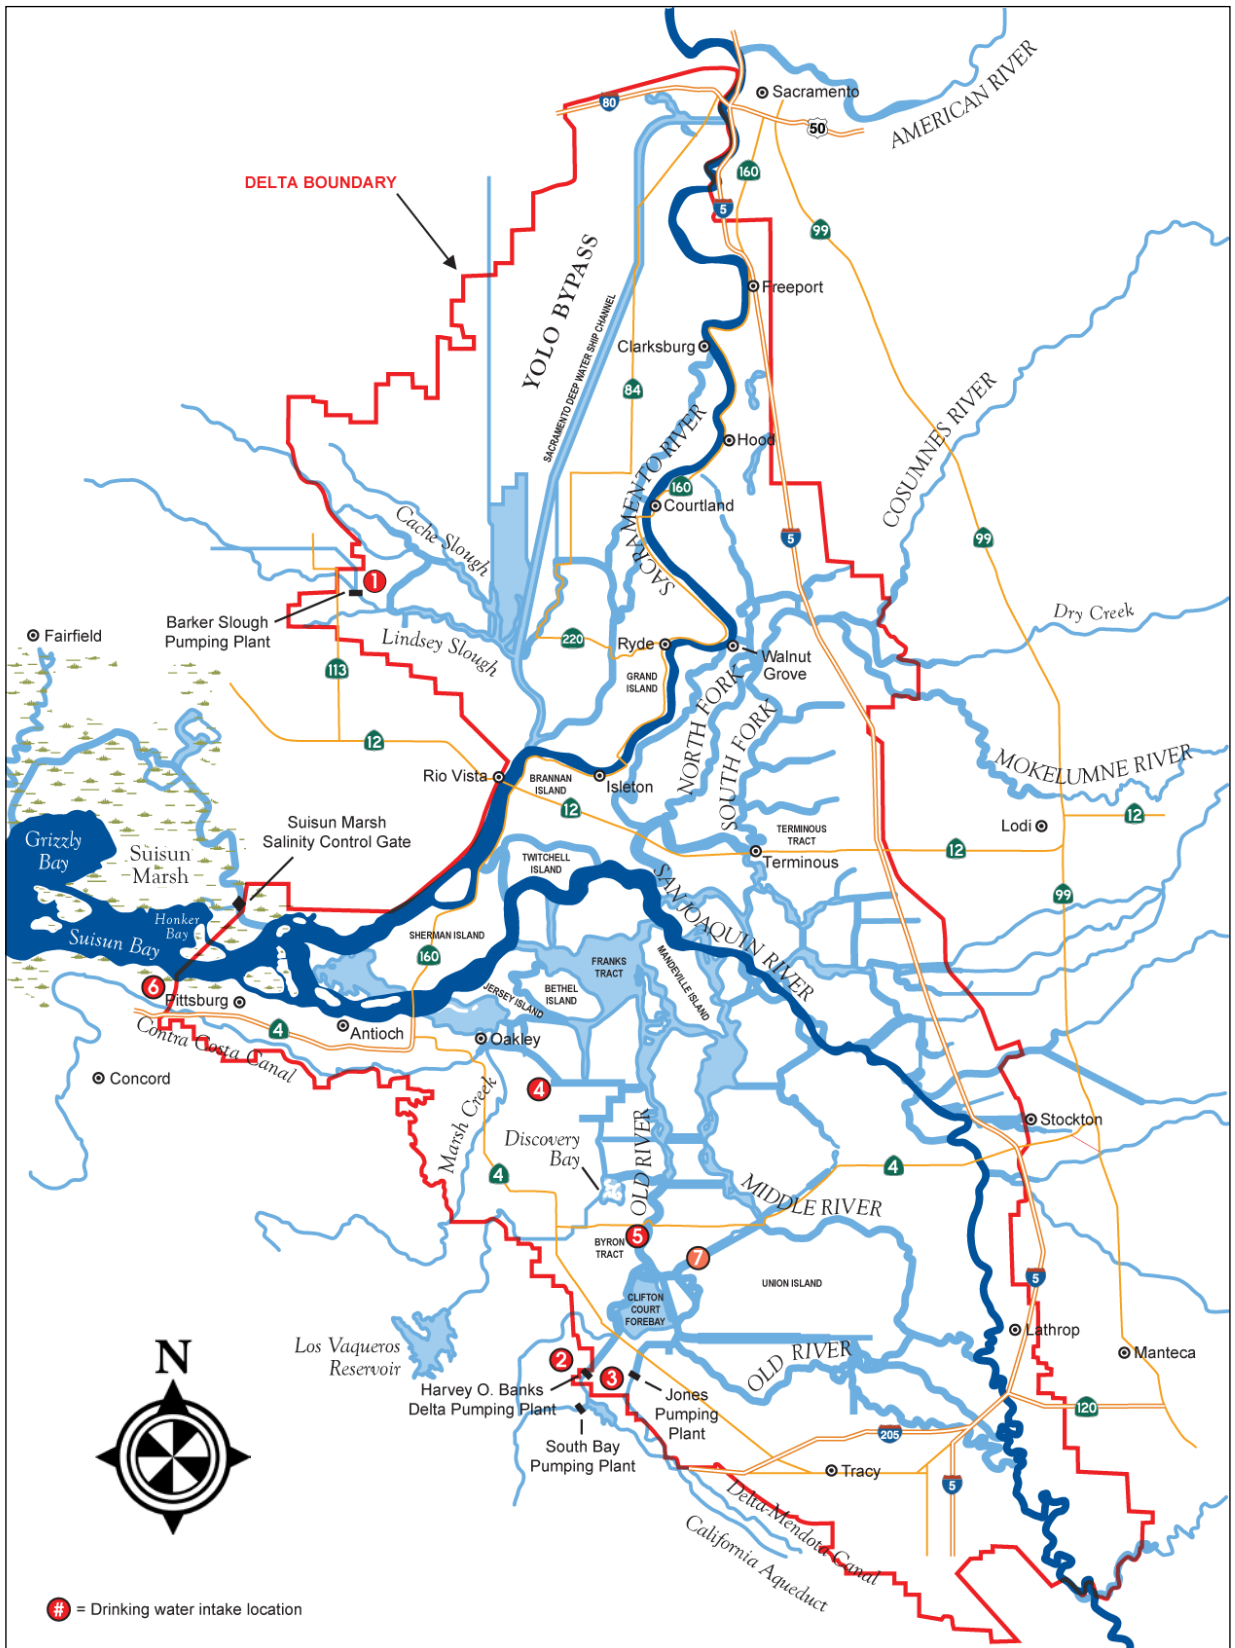 80
Sacramento
50
AMERICAN RIVER
160
DELTA BOUNDARY
5
99
YOLO BYPASS
SACRAMENTO DEEP WATER SHIP CHANNEL
Freeport
Clarksburg
84
SACRAMENTO RIVER
Hood
COSUMNES RIVER
160
Courtland
Cache Slough
5
99
1
Barker Slough
Pumping Plant
Dry Creek
Fairfield
Lindsey Slough
220
Ryde
Walnut
Grove
113
GRAND
ISLAND
NORTH FORK
SOUTH FORK
12
MOKELUMNE RIVER
Rio Vista
BRANNAN
ISLAND
Isleton
12
12
Suisun Marsh
Salinity Control Gate
Lodi
TERMINOUS
TRACT
Grizzly
Bay
Suisun
Marsh
12
Terminous
TWITCHELL
ISLAND
99
SAN JOAQUIN RIVER
Honker
Bay
Suisun Bay
SHERMAN ISLAND
160
FRANKS
TRACT
MANDEVILLE ISLAND
6
JERSEY ISLAND
BETHEL
ISLAND
Pittsburg
4
Antioch
Contra Costa Canal
Oakley
Concord
4
Marsh Creek
Stockton
Discovery
Bay
OLD RIVER
4
4
MIDDLE RIVER
5
BYRON
TRACT
7
5
UNION ISLAND
CLIFTON
COURT
FOREBAY
Los Vaqueros
Reservoir
Lathrop
OLD RIVER
Manteca
N
2
3
Harvey O. Banks
Delta Pumping Plant
Jones
Pumping
Plant
120
South Bay
Pumping Plant
205
Tracy
5
Delta-Mendota Canal
California Aqueduct
# = Drinking water intake location